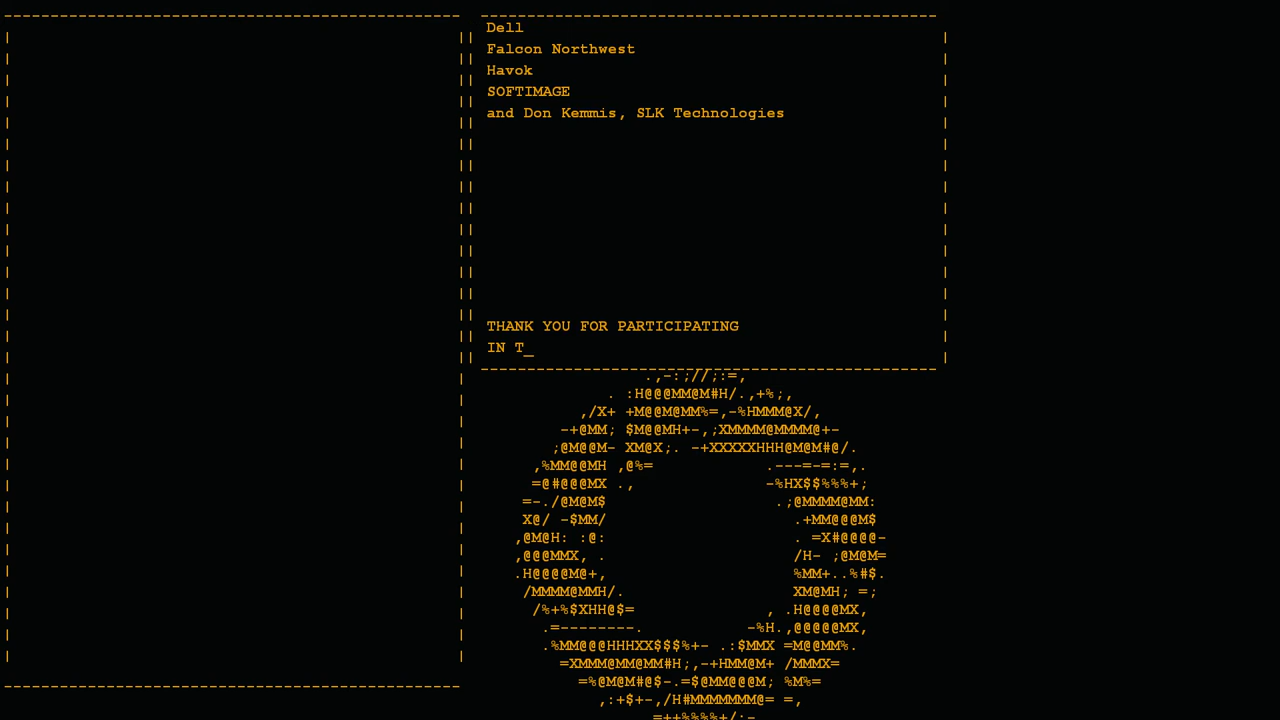 Dell
Falcon Northwest
Havok
SOFTIMAGE
and Don Kemmis, SLK Technologies
THANK YOU FOR PARTICIPATING
IN T_